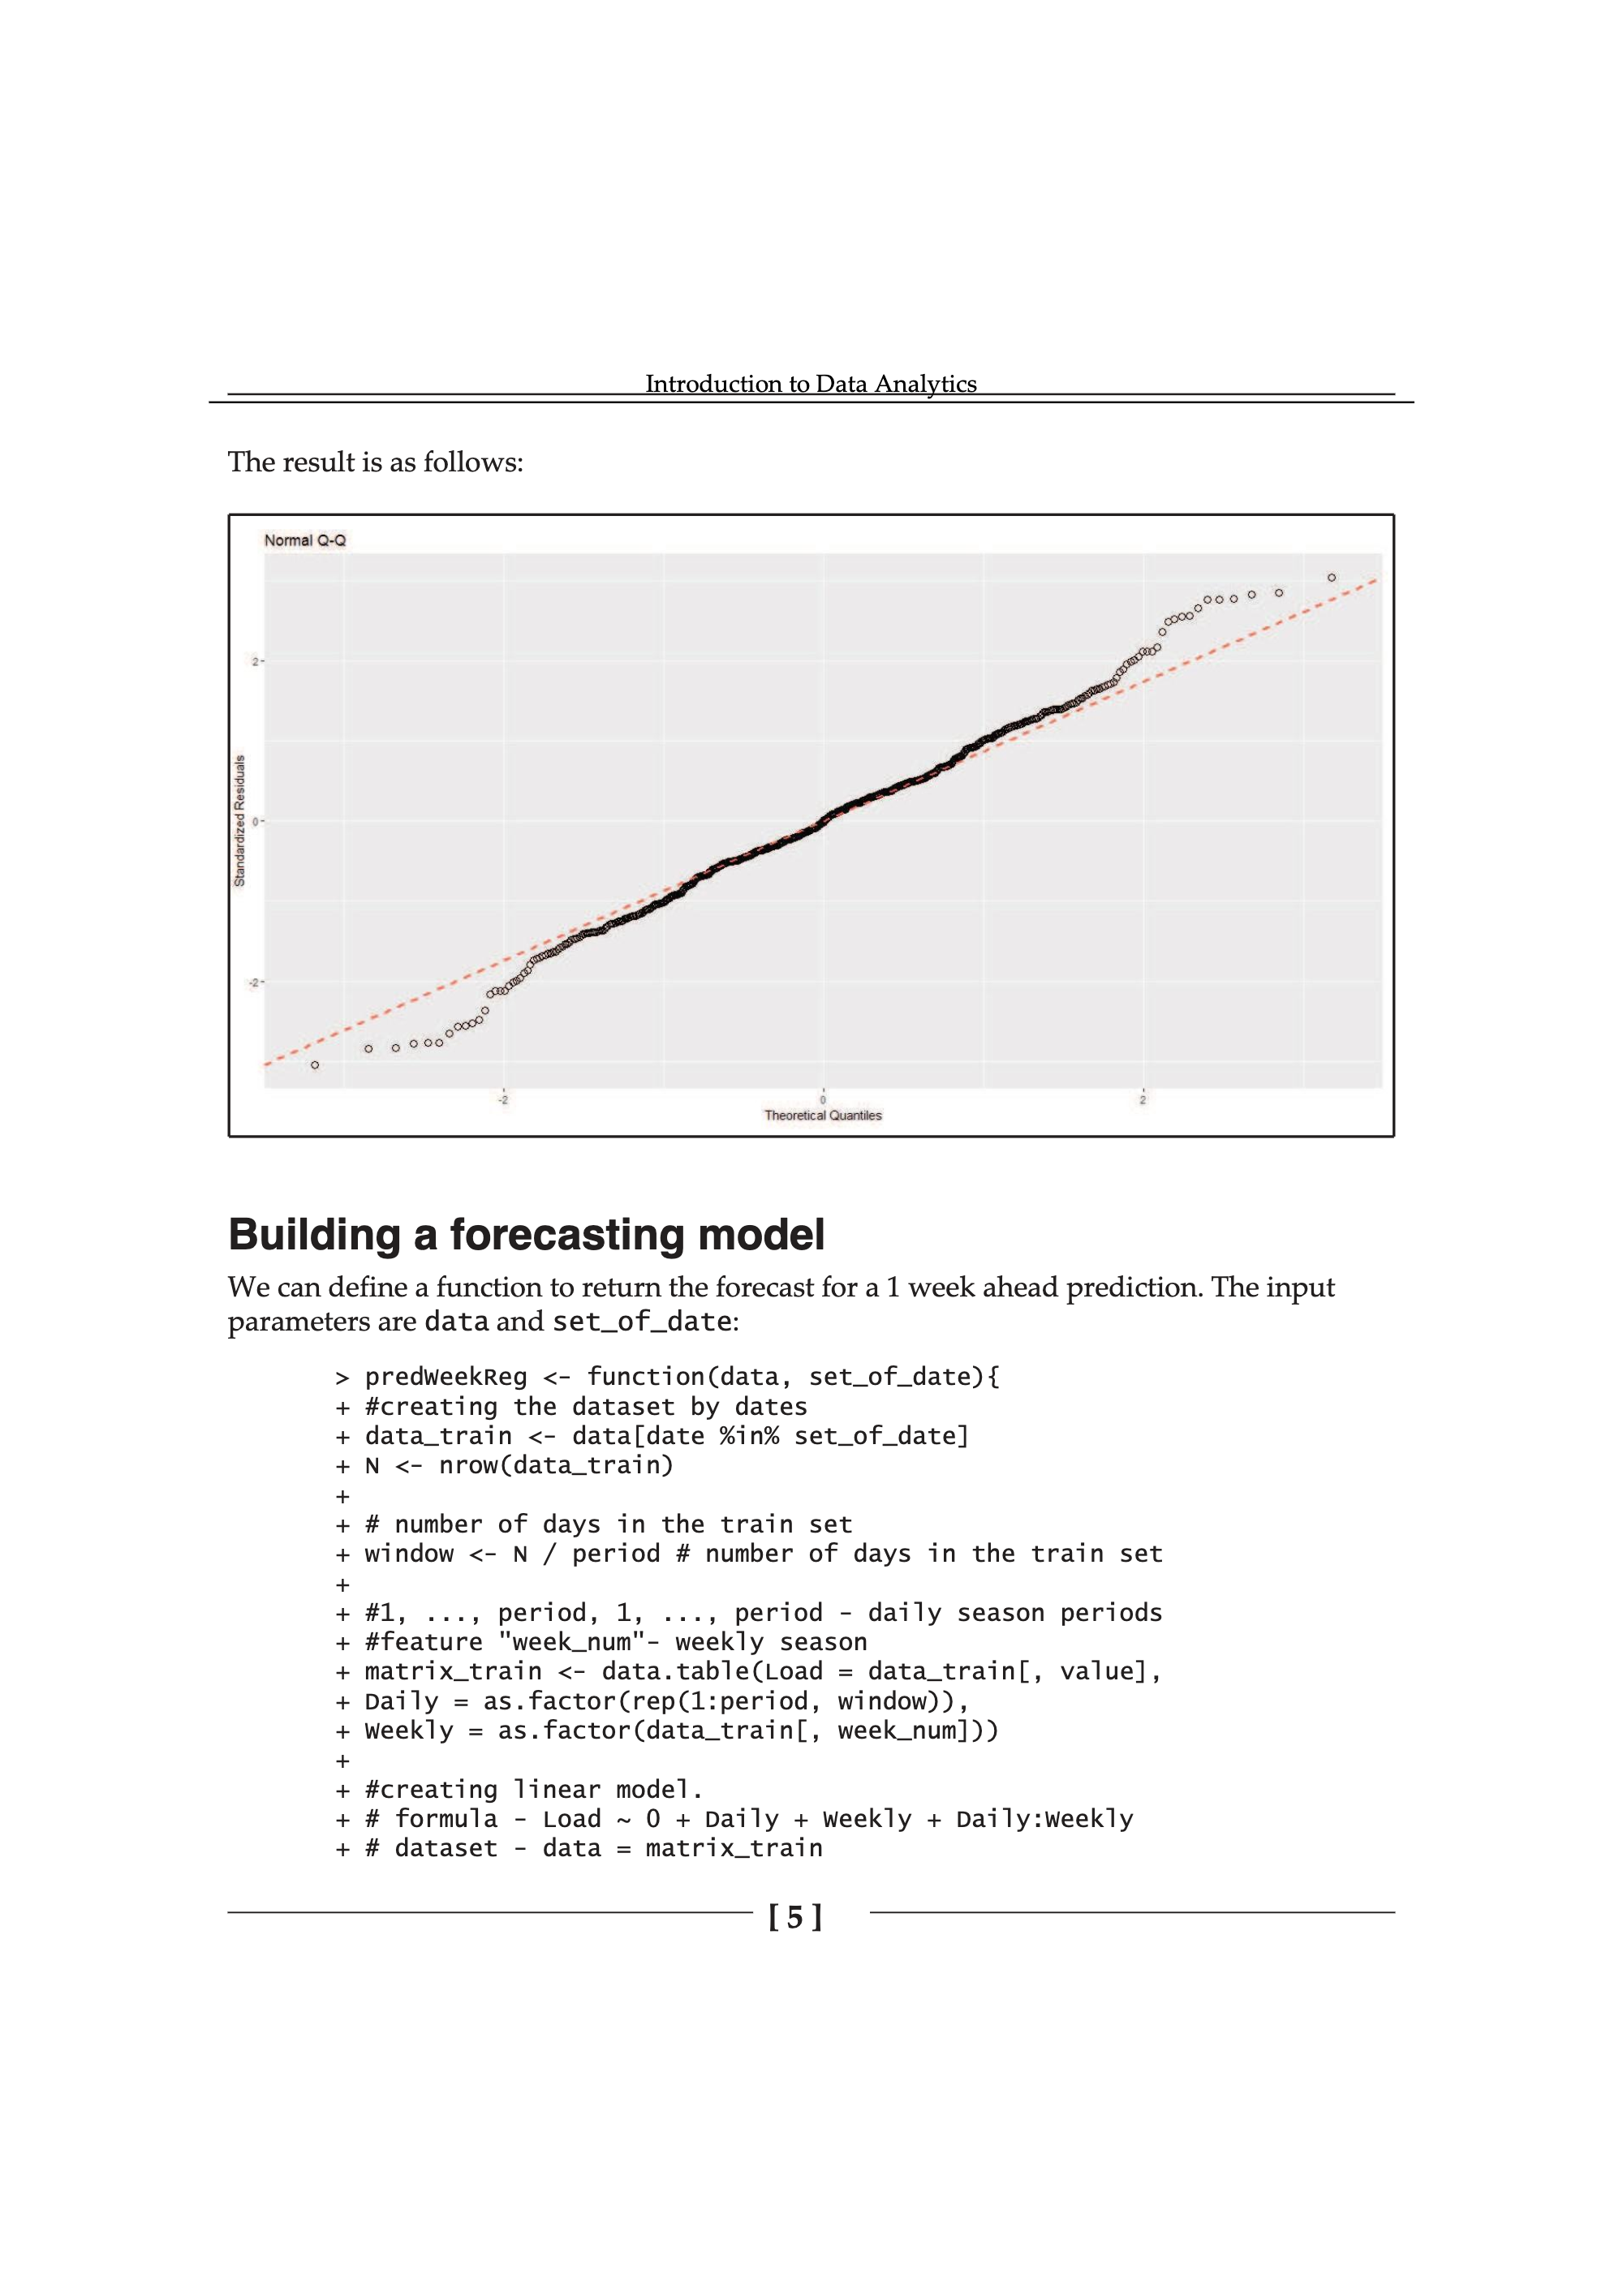 Introduction to Data Analytics
The result is as follows:
Normal Q-Q
2
0
-2
Standardized Residuals
-2
0
2
Theoretical Quantiles
Building a forecasting model
We can define a function to return the forecast for a 1 week ahead prediction. The input
parameters are data and set_of_date:
> predWeekReg <- function(data, set_of_date){
+ #creating the dataset by dates
+ data_train <- data[date %in% set_of_date]
+ N <- nrow(data_train)
+
+ # number of days in the train set
+ window <- N / period # number of days in the train set
+
+ #1, ..., period, 1, ..., period - daily season periods
+ #feature "week_num"- weekly season
+ matrix_train <- data.table(Load = data_train[, value],
+ Daily = as.factor(rep(1:period, window)),
+ Weekly = as.factor(data_train[, week_num]))
+
+ #creating linear model.
+ # formula - Load ~ 0 + Daily + Weekly + Daily:Weekly
+ # dataset - data = matrix_train
[ 5 ]